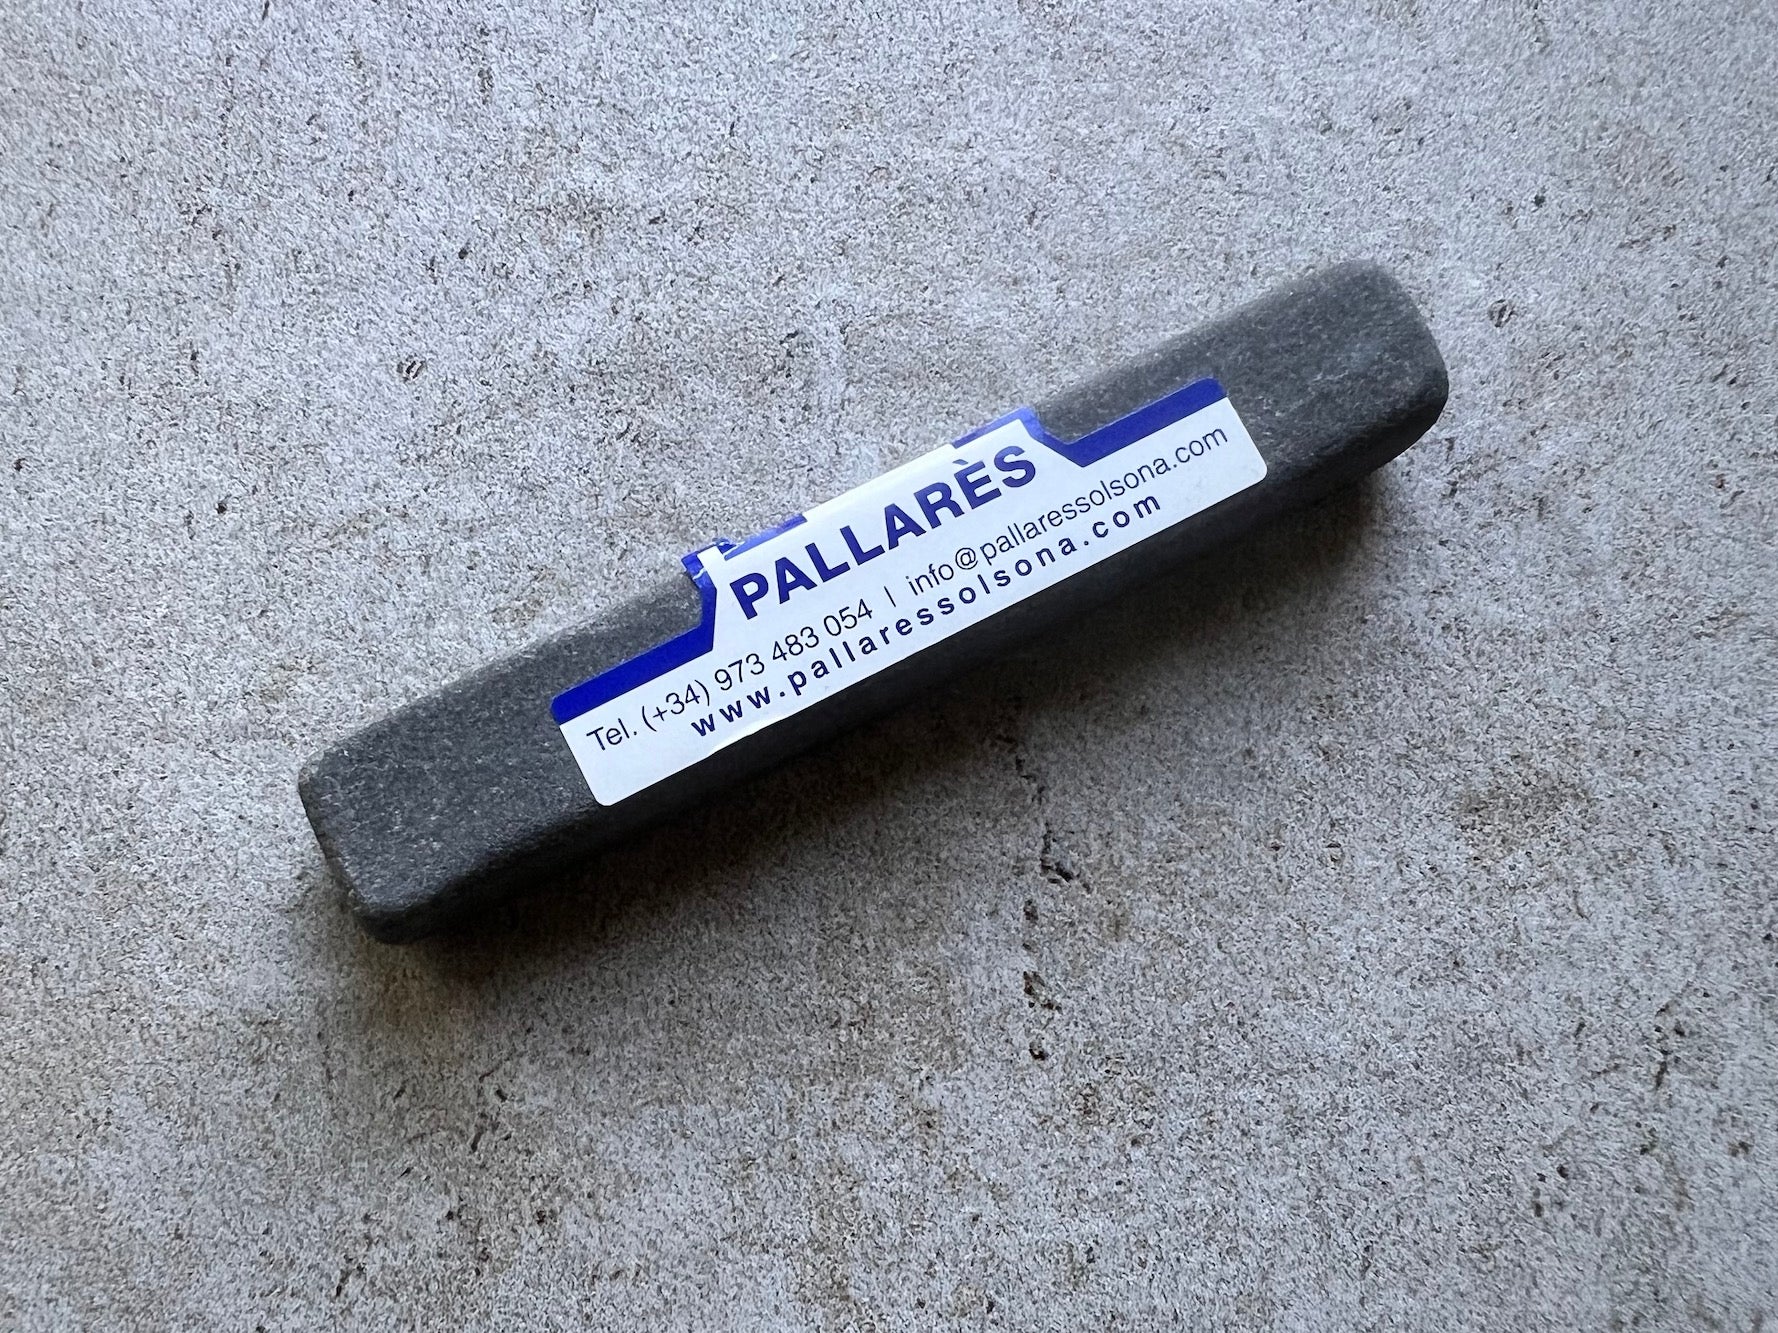 PALLARÈS
Tel. (+34) 973 483 054 | info@pallaressolsona.com
www.pallaressolsona.com